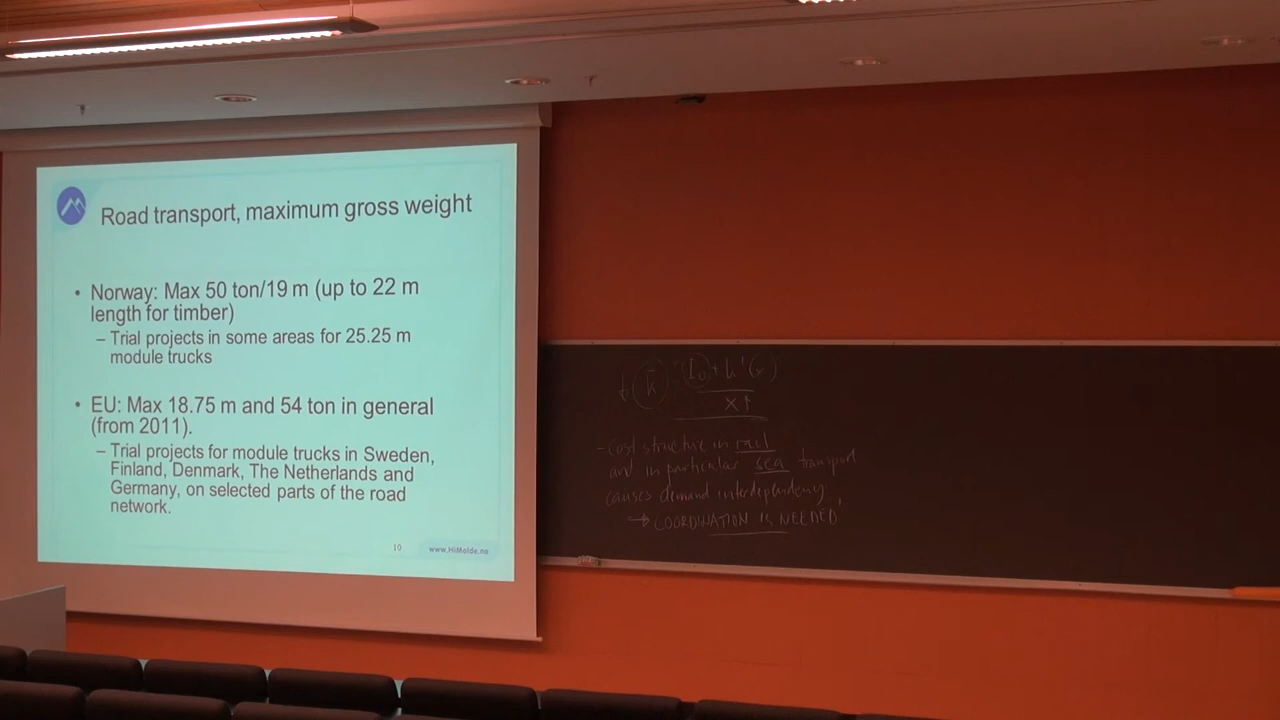 Road transport, maximum gross weight
• Norway: Max 50 ton/19 m (up to 22 m
length for timber)
– Trial projects in some areas for 25.25 m
module trucks
• EU: Max 18.75 m and 54 ton in general
(from 2011).
– Trial projects for module trucks in Sweden,
Finland, Denmark, The Netherlands and
Germany, on selected parts of the road
network.
10
www.HiMolde.no
I₀ + h'(x)
x↑
- Cost structure in rail
and in particular sea transport
causes demand interdependency
→ COORDINATION IS NEEDED!